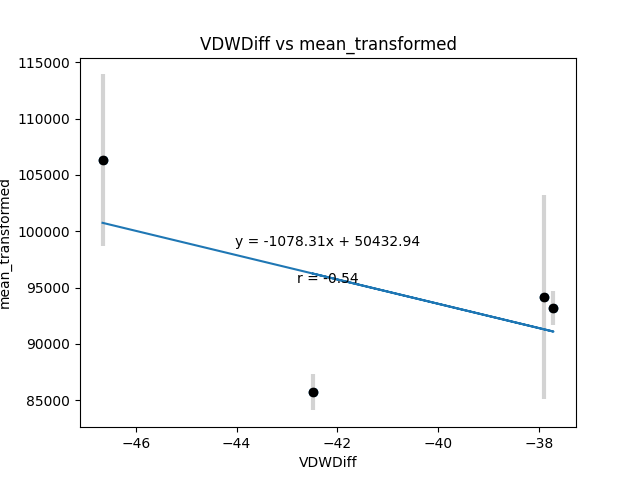 VDWDiff vs mean_transformed
mean_transformed
115000
110000
105000
100000
95000
90000
85000
y = -1078.31x + 50432.94
r = -0.54
−46
−44
−42
−40
−38
VDWDiff